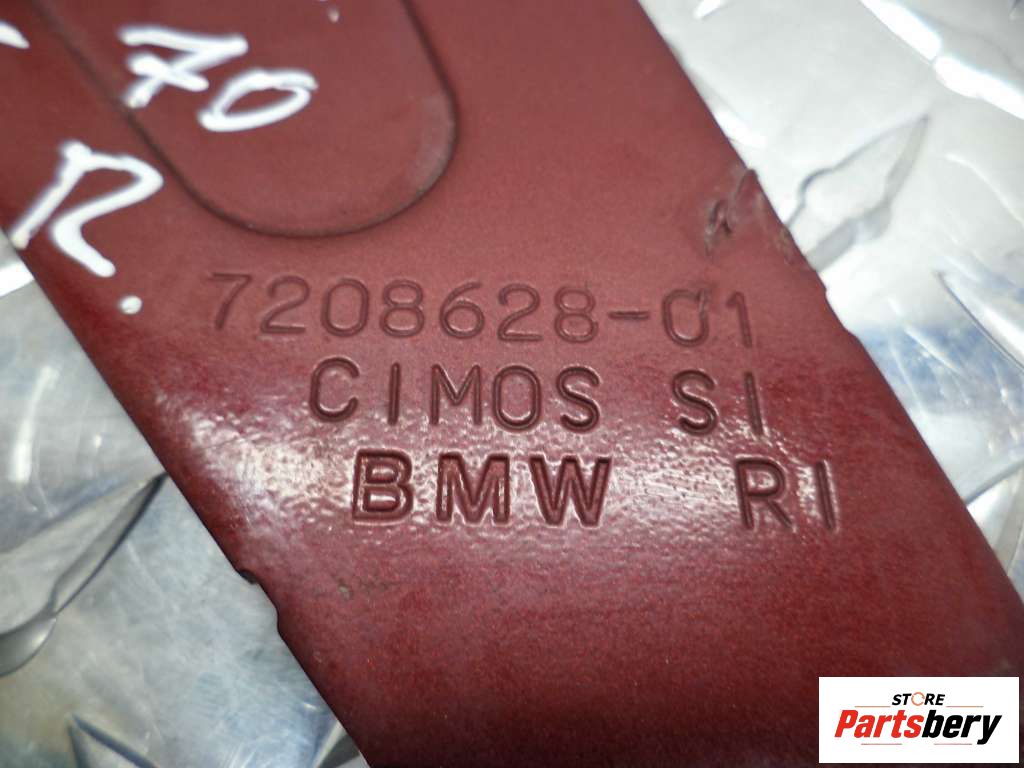 70
R.
7208628-01
CIMOS SI
BMW RI
STORE
Partsbery